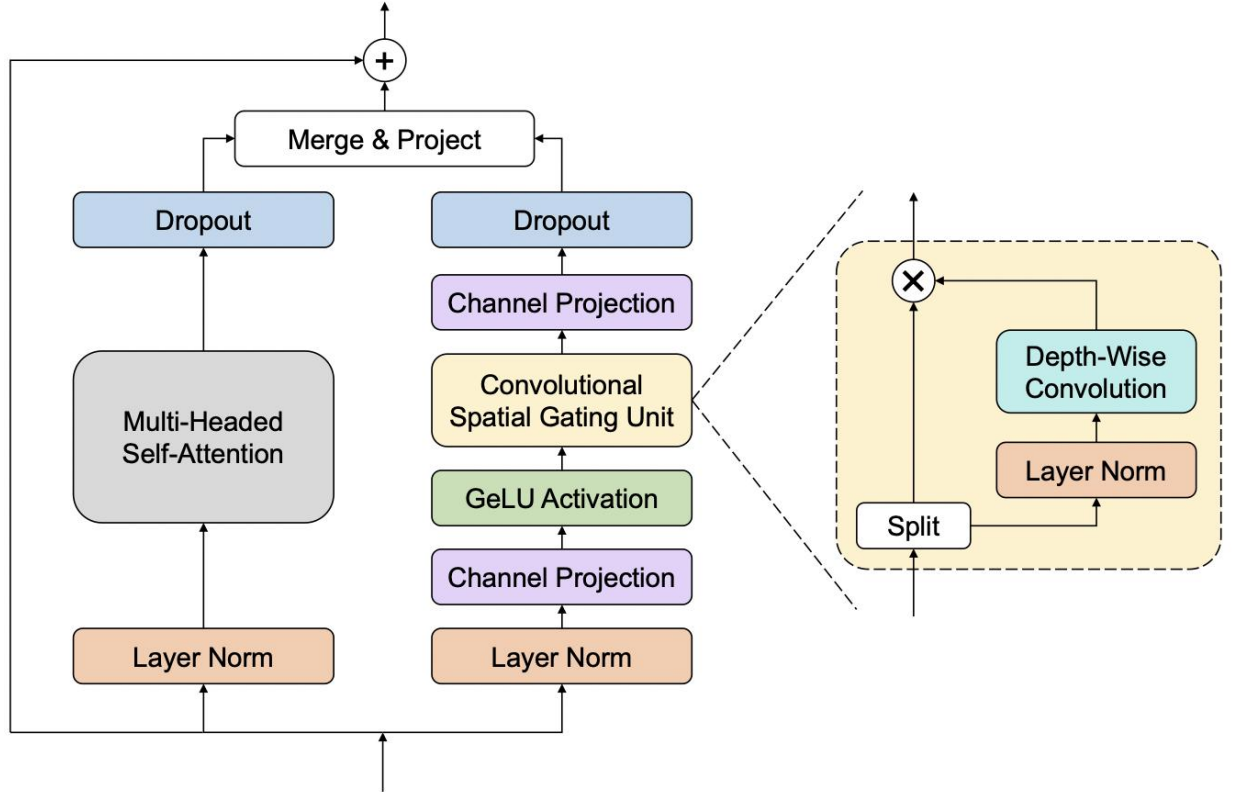 +
Merge & Project
Dropout
Multi-Headed
Self-Attention
Layer Norm
Dropout
Channel Projection
Convolutional
Spatial Gating Unit
GeLU Activation
Channel Projection
Layer Norm
×
Depth-Wise
Convolution
Layer Norm
Split